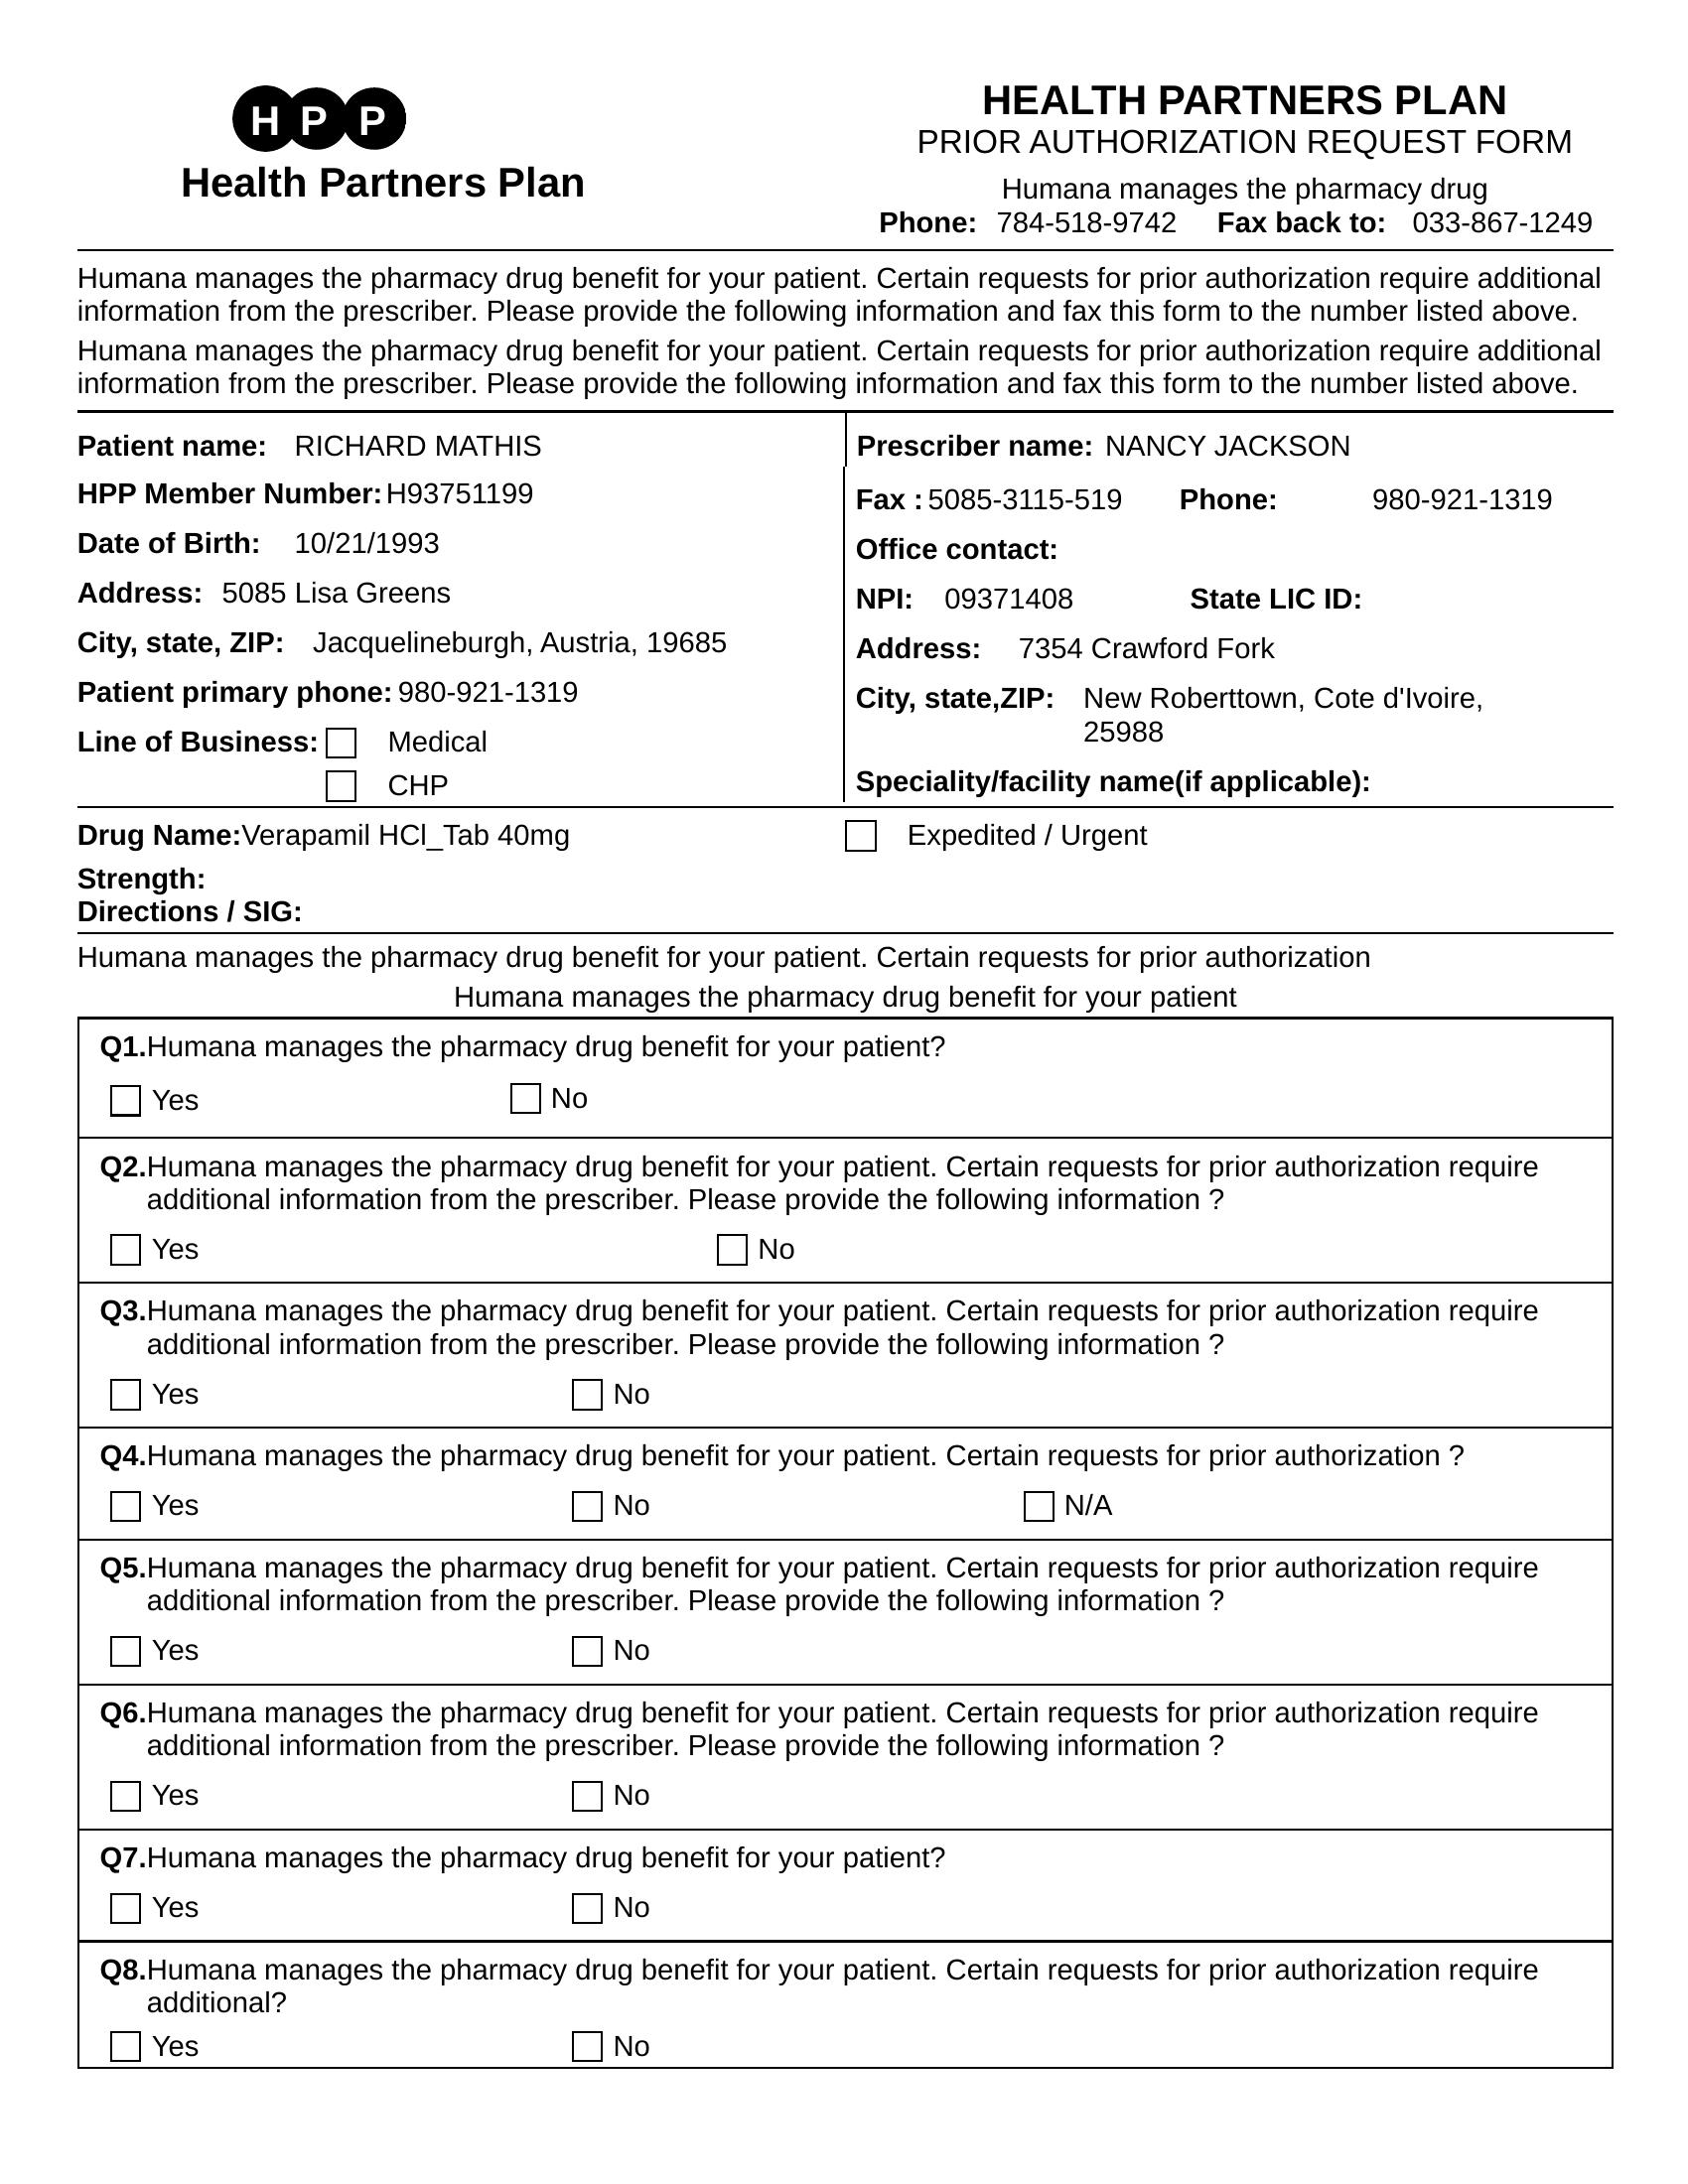 H P P
Health Partners Plan
HEALTH PARTNERS PLAN
PRIOR AUTHORIZATION REQUEST FORM
Humana manages the pharmacy drug
Phone: 784-518-9742 Fax back to: 033-867-1249
Humana manages the pharmacy drug benefit for your patient. Certain requests for prior authorization require additional
information from the prescriber. Please provide the following information and fax this form to the number listed above.
Humana manages the pharmacy drug benefit for your patient. Certain requests for prior authorization require additional
information from the prescriber. Please provide the following information and fax this form to the number listed above.
Patient name: RICHARD MATHIS
HPP Member Number: H93751199
Date of Birth: 10/21/1993
Address: 5085 Lisa Greens
City, state, ZIP: Jacquelineburgh, Austria, 19685
Patient primary phone: 980-921-1319
Line of Business: Medical
CHP
Prescriber name: NANCY JACKSON
Fax : 5085-3115-519 Phone: 980-921-1319
Office contact:
NPI: 09371408 State LIC ID:
Address: 7354 Crawford Fork
City, state,ZIP: New Roberttown, Cote d'Ivoire,
25988
Speciality/facility name(if applicable):
Drug Name:Verapamil HCl_Tab 40mg Expedited / Urgent
Strength:
Directions / SIG:
Humana manages the pharmacy drug benefit for your patient. Certain requests for prior authorization
Humana manages the pharmacy drug benefit for your patient
Q1.Humana manages the pharmacy drug benefit for your patient?
Yes No
Q2.Humana manages the pharmacy drug benefit for your patient. Certain requests for prior authorization require
additional information from the prescriber. Please provide the following information ?
Yes No
Q3.Humana manages the pharmacy drug benefit for your patient. Certain requests for prior authorization require
additional information from the prescriber. Please provide the following information ?
Yes No
Q4.Humana manages the pharmacy drug benefit for your patient. Certain requests for prior authorization ?
Yes No N/A
Q5.Humana manages the pharmacy drug benefit for your patient. Certain requests for prior authorization require
additional information from the prescriber. Please provide the following information ?
Yes No
Q6.Humana manages the pharmacy drug benefit for your patient. Certain requests for prior authorization require
additional information from the prescriber. Please provide the following information ?
Yes No
Q7.Humana manages the pharmacy drug benefit for your patient?
Yes No
Q8.Humana manages the pharmacy drug benefit for your patient. Certain requests for prior authorization require
additional?
Yes No